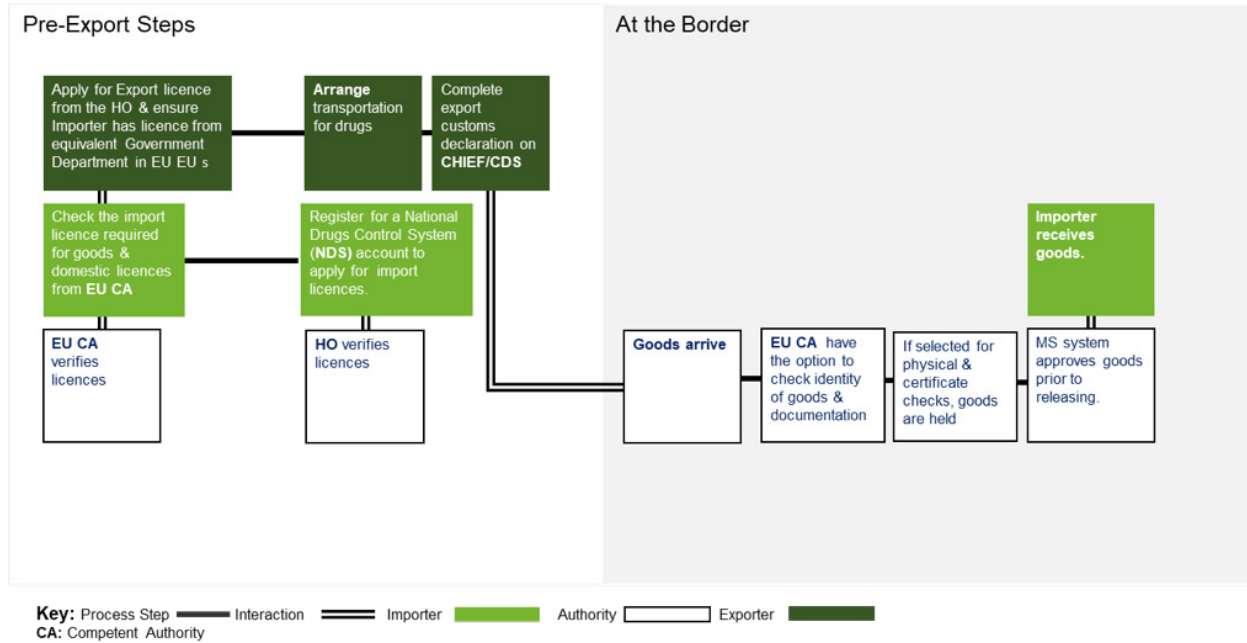 Pre-Export Steps
At the Border
Apply for Export licence
from the HO & ensure
Importer has licence from
equivalent Government
Department in EU EU s
Arrange
transportation
for drugs
Complete
export
customs
declaration on
CHIEF/CDS
Check the import
licence required
for goods &
domestic licences
from EU CA
Register for a National
Drugs Control System
(NDS) account to
apply for import
licences.
Importer
receives
goods.
EU CA
verifies
licences
HO verifies
licences
Goods arrive
EU CA have
the option to
check identity
of goods &
documentation
If selected for
physical &
certificate
checks, goods
are held
MS system
approves goods
prior to
releasing.
Key: Process Step Interaction Importer Authority Exporter
CA: Competent Authority